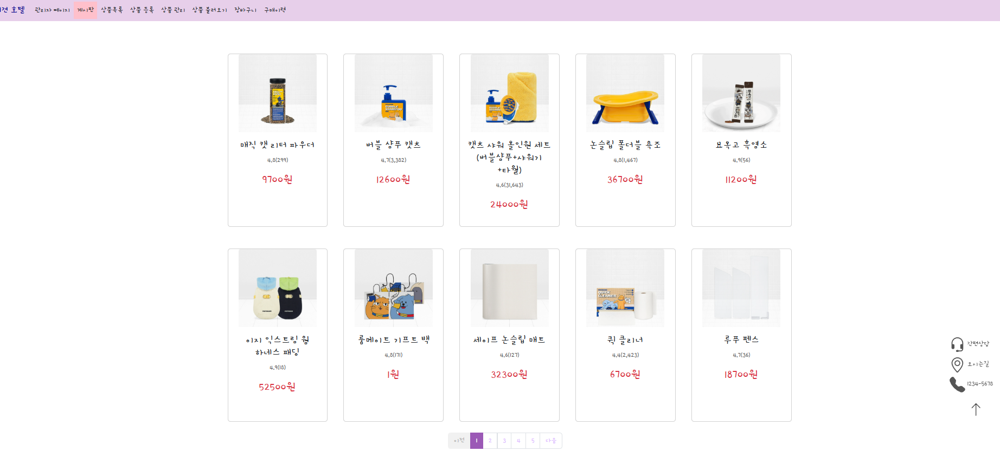 견 호텔 관리자 페이지 게시판 상품목록 상품 등록 상품 관리 상품 불러오기 장바구니 구매이력
BUBBLE
SHAMPOO
BUBBLE
매직 캣 리터 파우더
4.8(299)
9700원
버블 샴푸 캣츠
4.7(3,382)
12600원
캣츠 샤워 올인원 세트
(버블샴푸+샤워기
+타월)
4.6(31,643)
24000원
논슬립 폴더블 욕조
4.8(1,467)
36700원
묘옥고 흑염소
4.9(56)
11200원
QUICK
CLEANER
이지 익스트림 웜
하네스 패딩
4.9(18)
52500원
룸메이트 기프트 백
4.8(171)
1원
세이프 논슬립 매트
4.6(127)
32300원
퀵 클리너
4.4(2,423)
6700원
루푸 펜스
4.7(36)
18700원
간편상담
오시는길
1234-5678
이전 1 2 3 4 5 다음